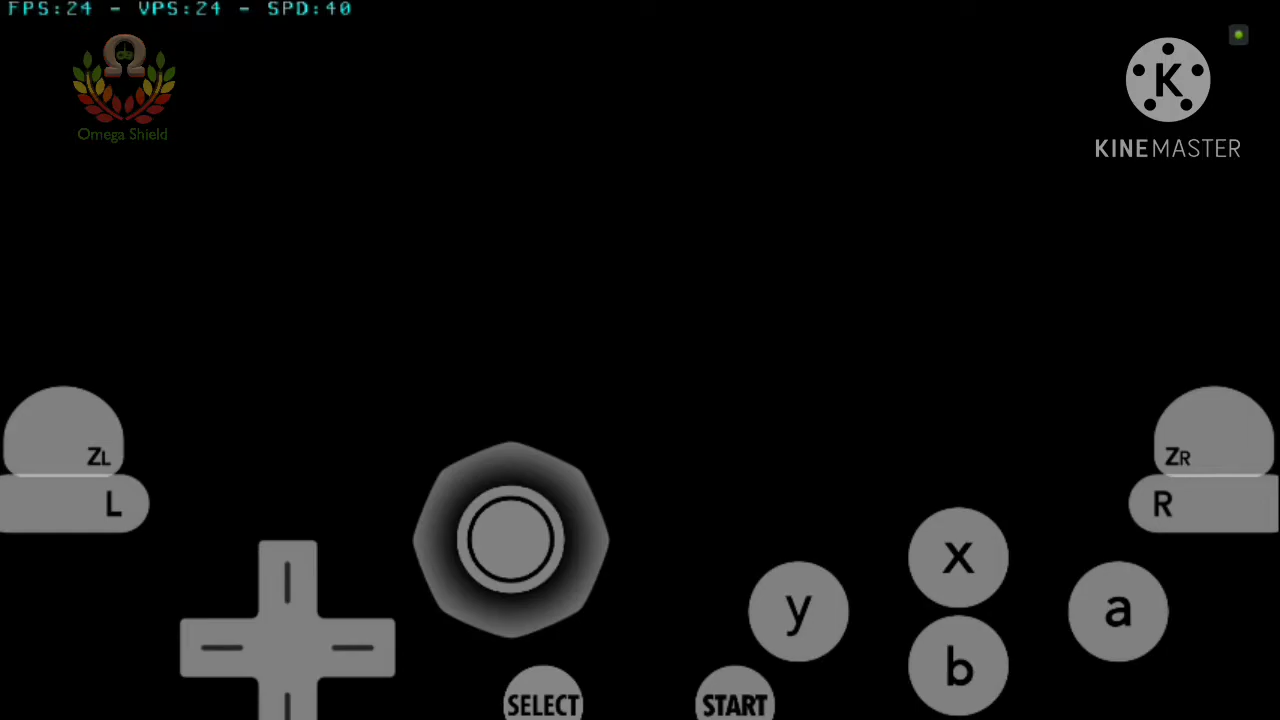 FPS:24 - VPS:24 - SPD:40
Ω
Omega Shield
K
KINEMASTER
ZL
L
ZR
R
x
y
a
b
SELECT
START